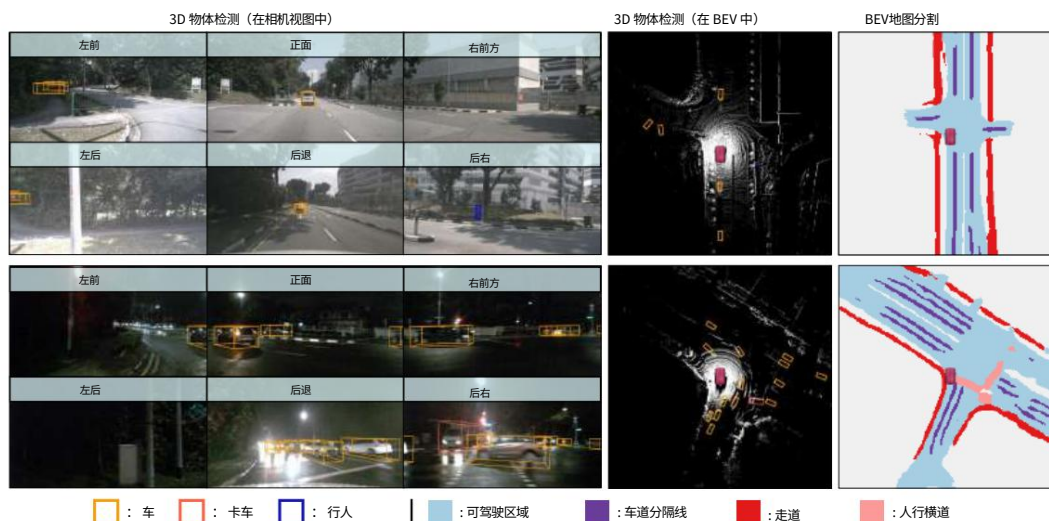 3D 物体检测（在相机视图中）
3D 物体检测（在 BEV 中）
BEV地图分割
左前
正面
右前方
左后
后退
后右
左前
正面
右前方
左后
后退
后右
：车
：卡车
：行人
: 可驾驶区域
: 车道分隔线
: 走道
: 人行横道